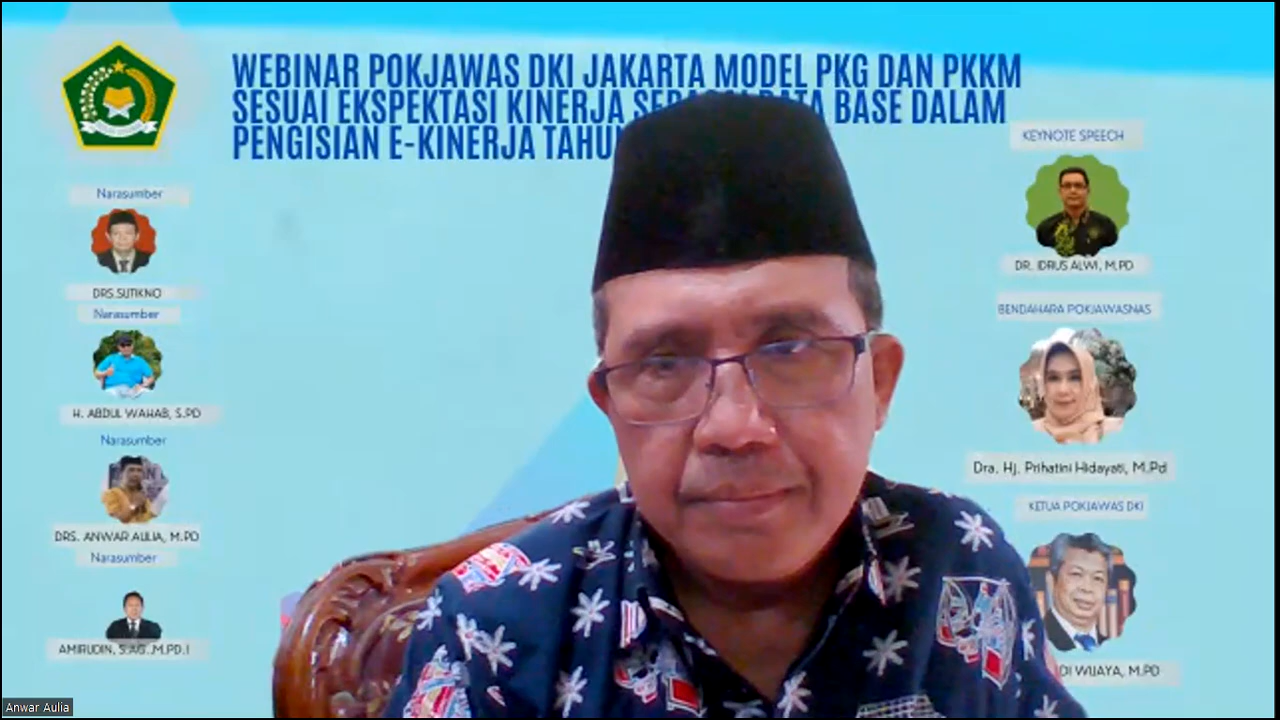 WEBINAR POKJAWAS DKI JAKARTA MODEL PKG DAN PKKM
SESUAI EKSPEKTASI KINERJA BASE DALAM
PENGISIAN E-KINERJA
Narasumber
DRS.SUTIKNO
Narasumber
H. ABDUL WAHAB, S.PD
Narasumber
DRS. ANWAR AULIA, M.PD
Narasumber
AMIRUDIN, S.AG.,M.PD.I
KEYNOTE SPEECH
DR. IDRUS ALWI, M.PD
BENDAHARA POKJAWASNAS
Dra. Hj. Prihatini Hidayati, M.Pd
KETUA POKJAWAS DKI
WIJAYA, M.PD
Anwar Aulia